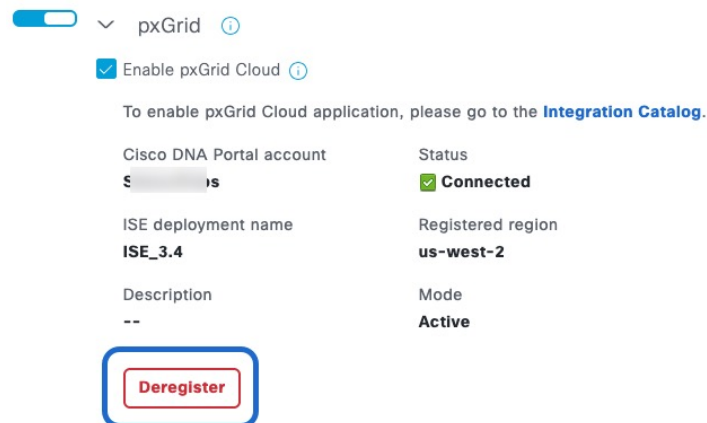 pxGrid
Enable pxGrid Cloud
To enable pxGrid Cloud application, please go to the Integration Catalog.
Cisco DNA Portal account
Status
Connected
ISE deployment name
Registered region
ISE_3.4
us-west-2
Description
Mode
--
Active
Deregister